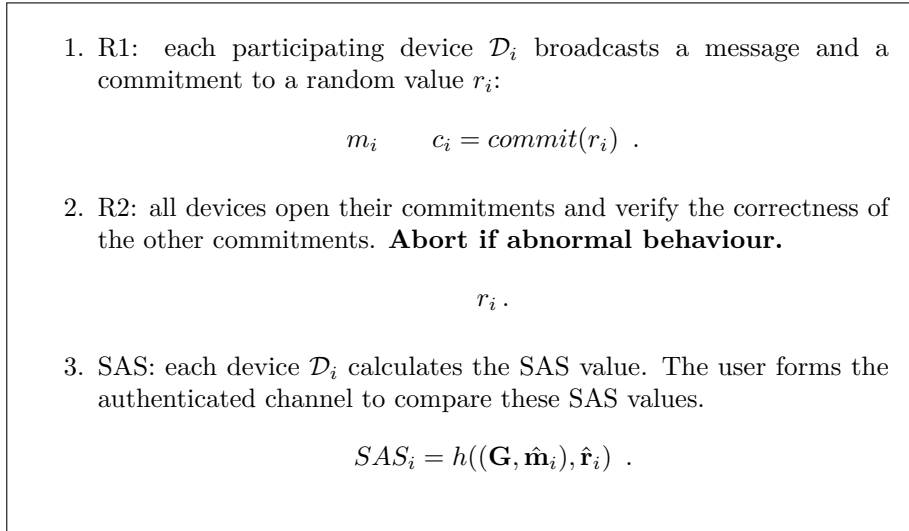 1. R1: each participating device 𝒟ᵢ broadcasts a message and a
commitment to a random value rᵢ:
mᵢ cᵢ = commit(rᵢ) .
2. R2: all devices open their commitments and verify the correctness of
the other commitments. Abort if abnormal behaviour.
rᵢ .
3. SAS: each device 𝒟ᵢ calculates the SAS value. The user forms the
authenticated channel to compare these SAS values.
SASᵢ = h((G, m̂ᵢ), r̂ᵢ) .